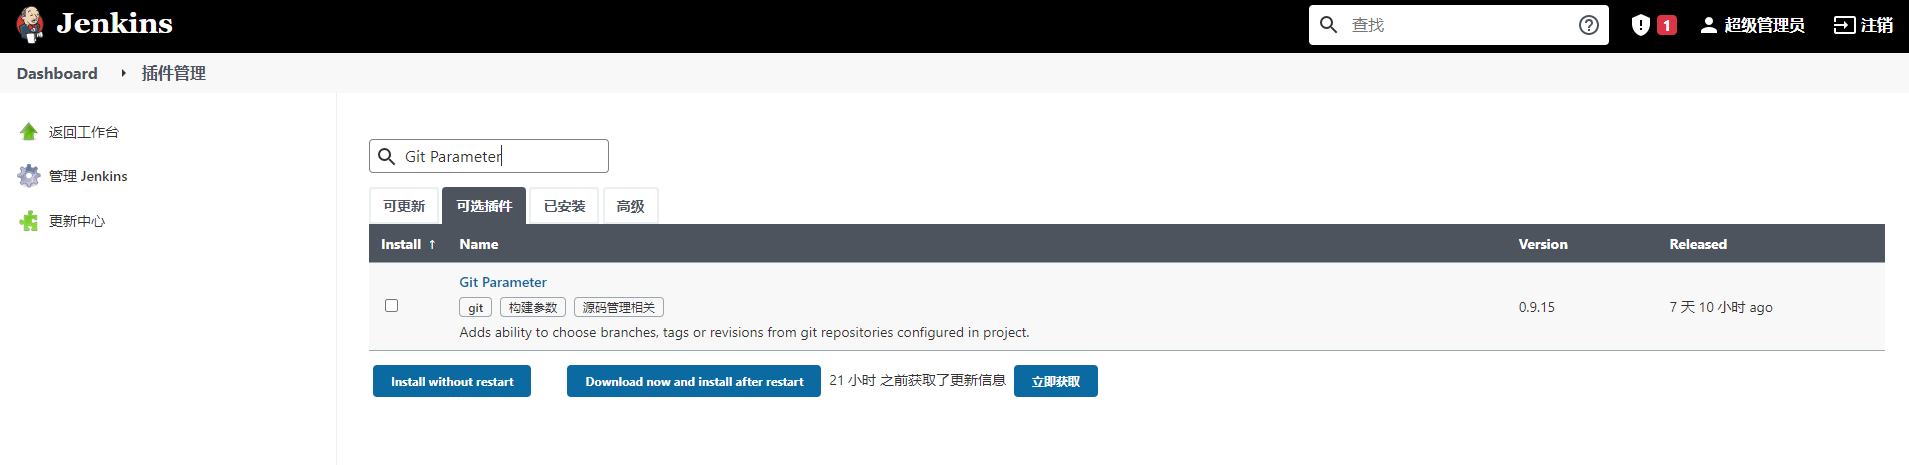 Jenkins 查找 1 超级管理员 注销
Dashboard 插件管理
返回工作台
管理 Jenkins
更新中心
Git Parameter
可更新 可选插件 已安装 高级
Install ↑ Name Version Released
Git Parameter
git 构建参数 源码管理相关
0.9.15 7 天 10 小时 ago
Adds ability to choose branches, tags or revisions from git repositories configured in project.
Install without restart Download now and install after restart 21 小时 之前获取了更新信息 立即获取